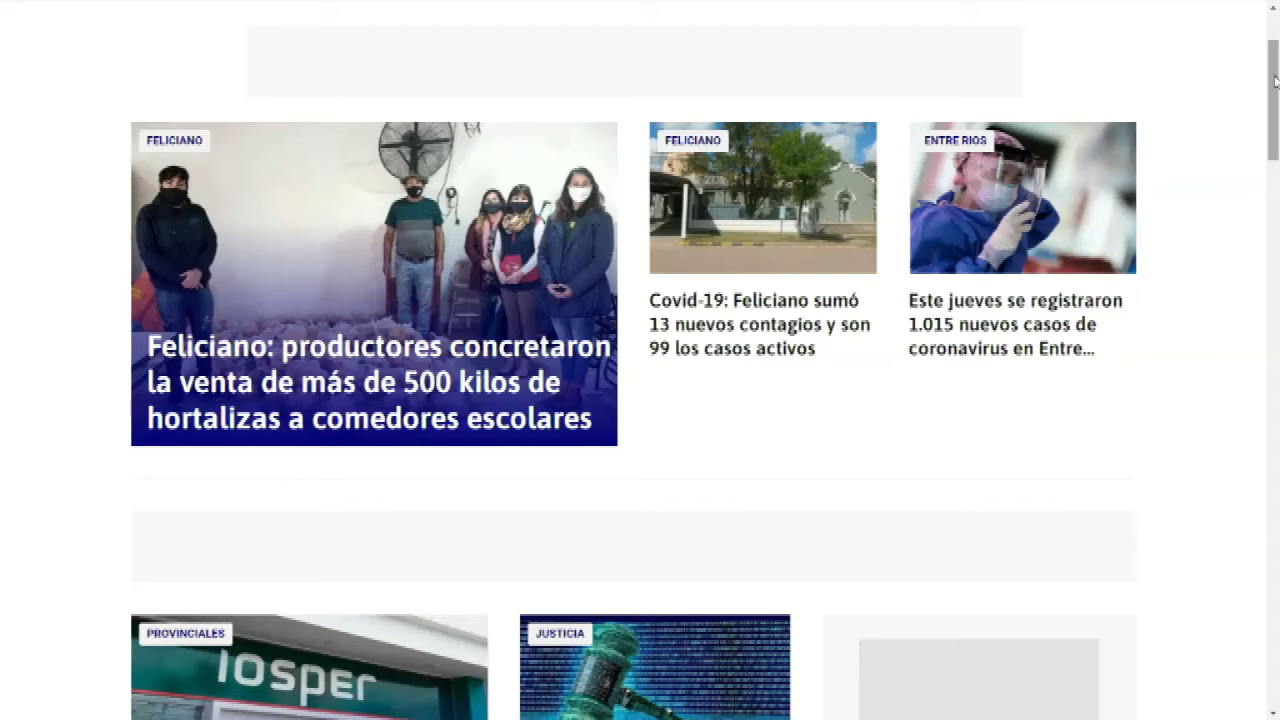 FELICIANO
Feliciano: productores concretaron
la venta de más de 500 kilos de
hortalizas a comedores escolares
FELICIANO
Covid-19: Feliciano sumó
13 nuevos contagios y son
99 los casos activos
ENTRE RIOS
Este jueves se registraron
1.015 nuevos casos de
coronavirus en Entre...
PROVINCIALES
iosper
JUSTICIA